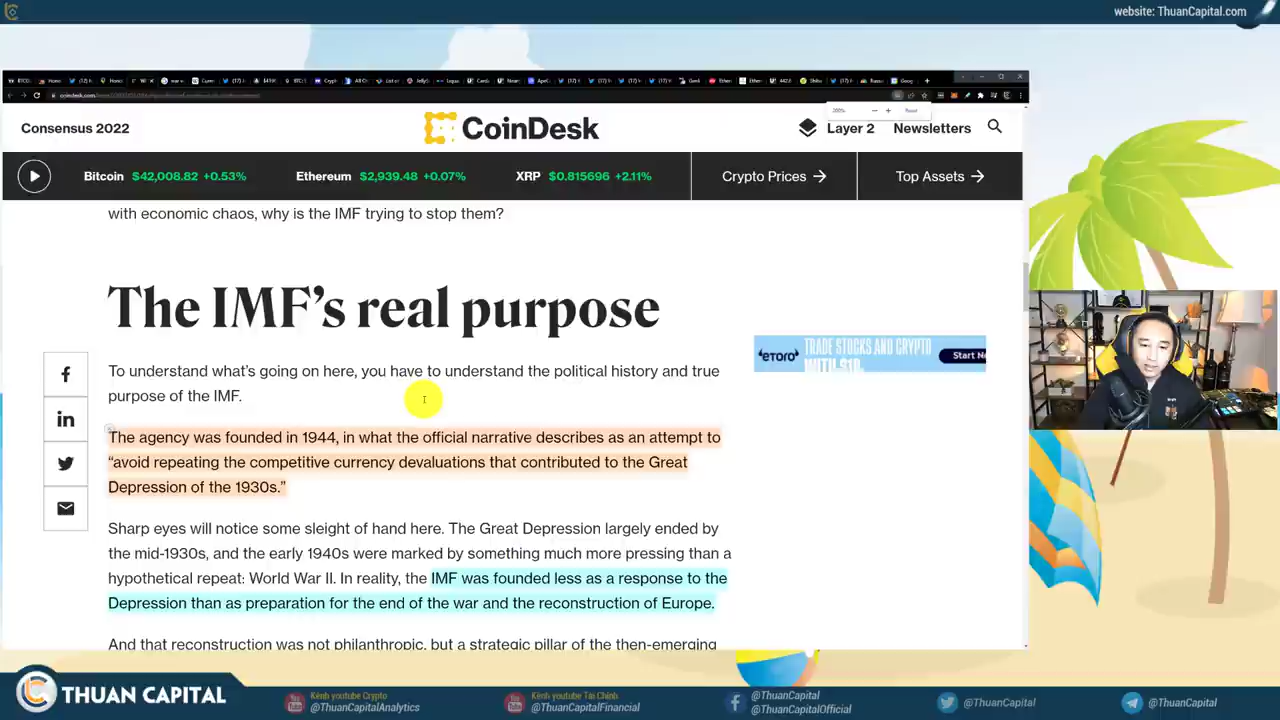 website: ThuanCapital.com
Consensus 2022
CoinDesk
Layer 2
Newsletters
Bitcoin $42,008.82 +0.53%
Ethereum $2,939.48 +0.07%
XRP $0.815696 +2.11%
Crypto Prices →
Top Assets →
with economic chaos, why is the IMF trying to stop them?
The IMF’s real purpose
To understand what’s going on here, you have to understand the political history and true
purpose of the IMF.
The agency was founded in 1944, in what the official narrative describes as an attempt to
“avoid repeating the competitive currency devaluations that contributed to the Great
Depression of the 1930s.”
Sharp eyes will notice some sleight of hand here. The Great Depression largely ended by
the mid-1930s, and the early 1940s were marked by something much more pressing than a
hypothetical repeat: World War II. In reality, the IMF was founded less as a response to the
Depression than as preparation for the end of the war and the reconstruction of Europe.
And that reconstruction was not philanthropic, but a strategic pillar of the then-emerging
eTORO
TRADE STOCKS AND CRYPTO
THUAN CAPITAL
Kênh youtube Crypto
@ThuanCapitalAnalytics
Kênh youtube Tài Chính
@ThuanCapitalFinancial
@ThuanCapital
@ThuanCapitalOfficial
@ThuanCapital
@ThuanCapital